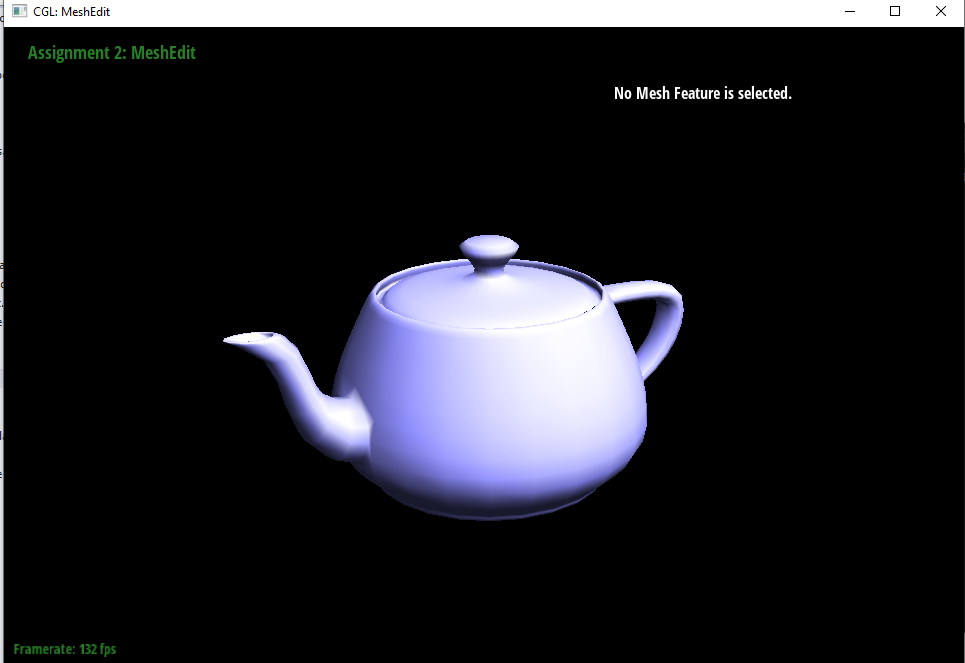 CGL: MeshEdit
Assignment 2: MeshEdit
No Mesh Feature is selected.
Framerate: 132 fps